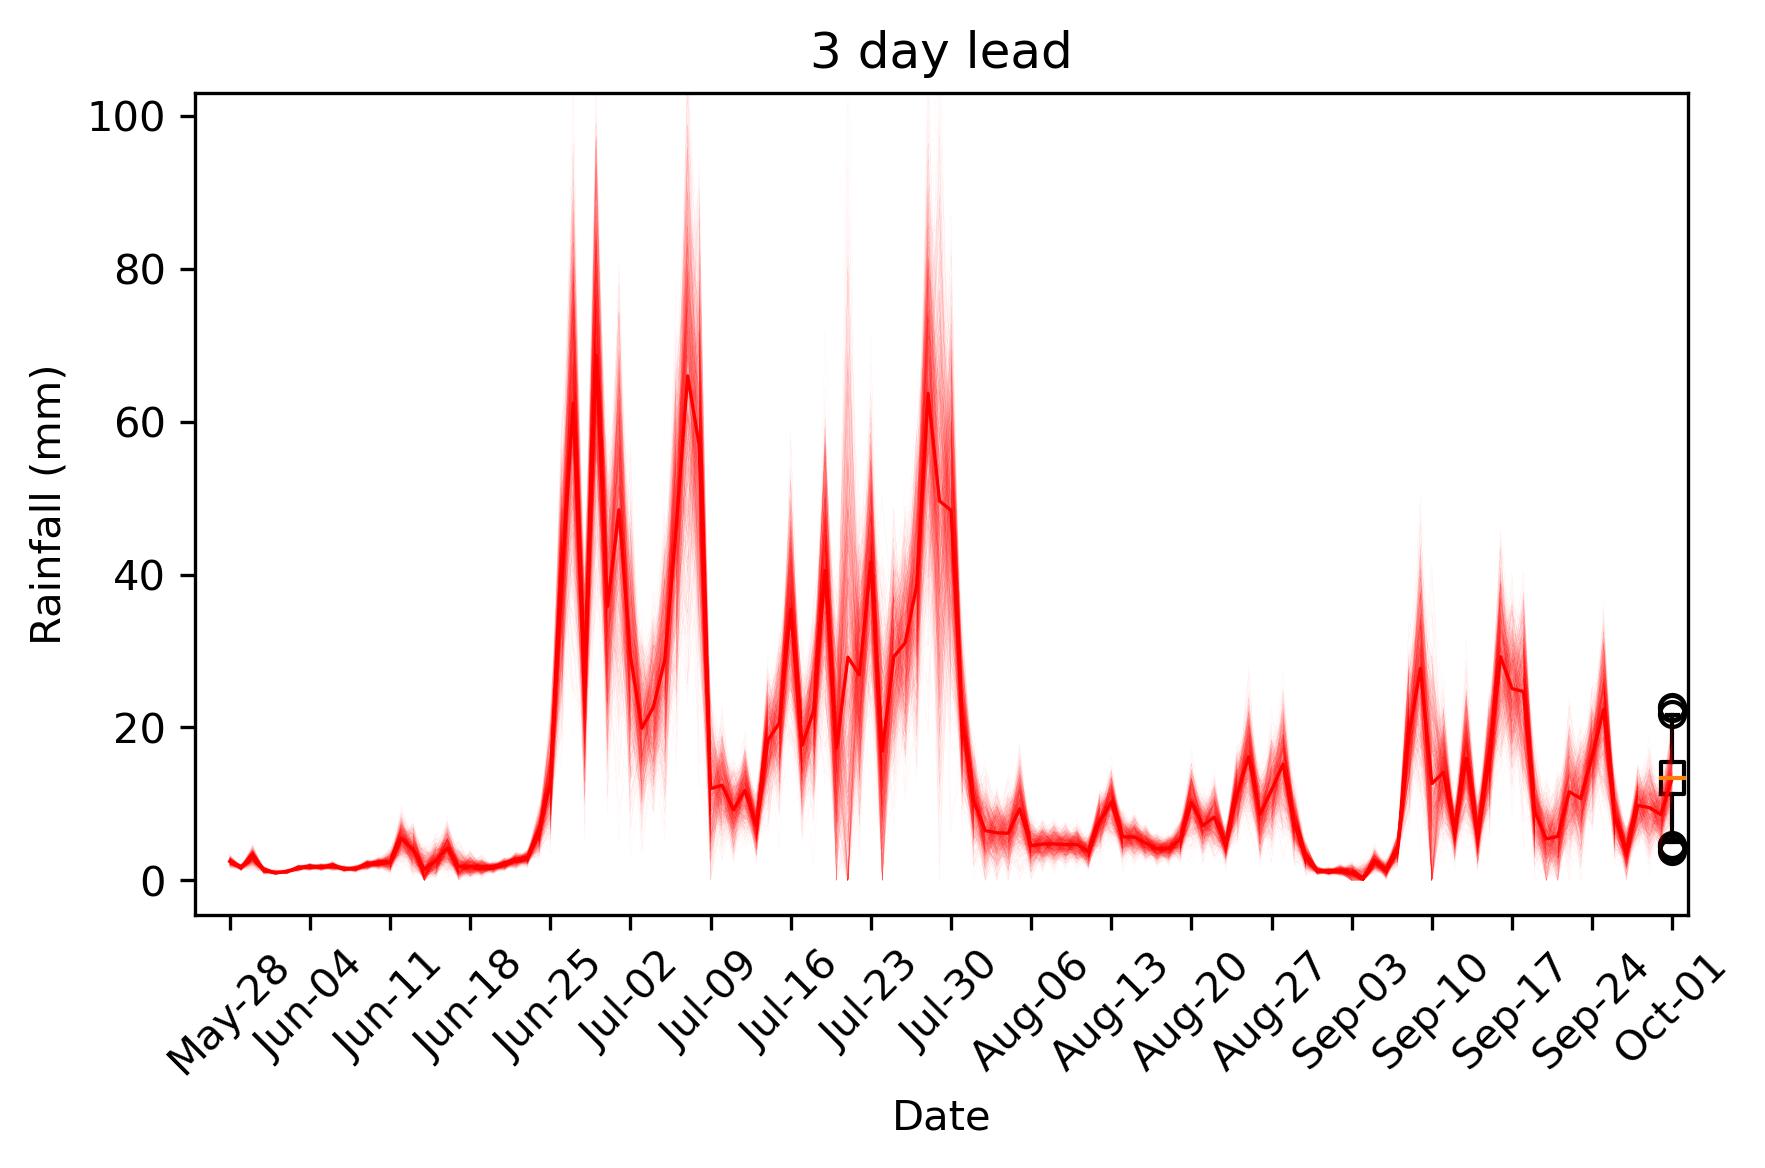 3 day lead
Rainfall (mm)
100
80
60
40
20
0
May-28
Jun-04
Jun-11
Jun-18
Jun-25
Jul-02
Jul-09
Jul-16
Jul-23
Jul-30
Aug-06
Aug-13
Aug-20
Aug-27
Sep-03
Sep-10
Sep-17
Sep-24
Oct-01
Date